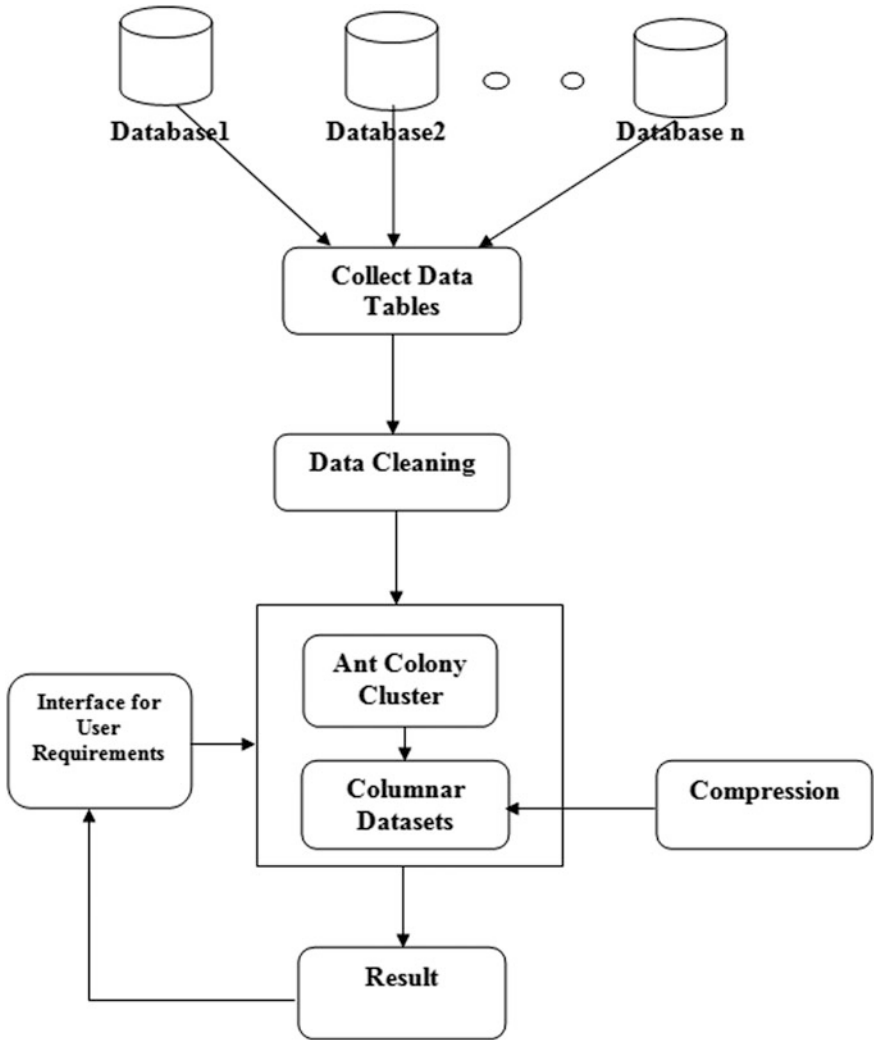 Database1
Database2
Database n
Collect Data
Tables
Data Cleaning
Ant Colony
Cluster
Interface for
User
Requirements
Columnar
Datasets
Compression
Result